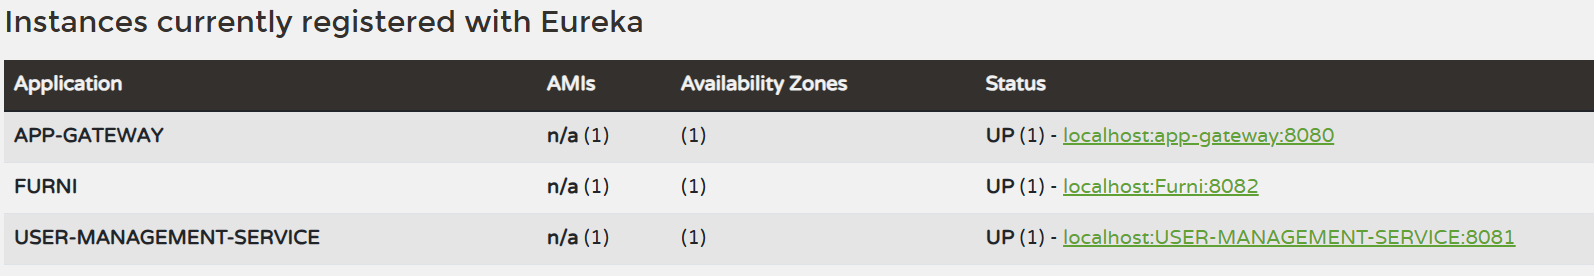 Instances currently registered with Eureka
Application AMIs Availability Zones Status
APP-GATEWAY n/a (1) (1) UP (1) - localhost:app-gateway:8080
FURNI n/a (1) (1) UP (1) - localhost:Furni:8082
USER-MANAGEMENT-SERVICE n/a (1) (1) UP (1) - localhost:USER-MANAGEMENT-SERVICE:8081